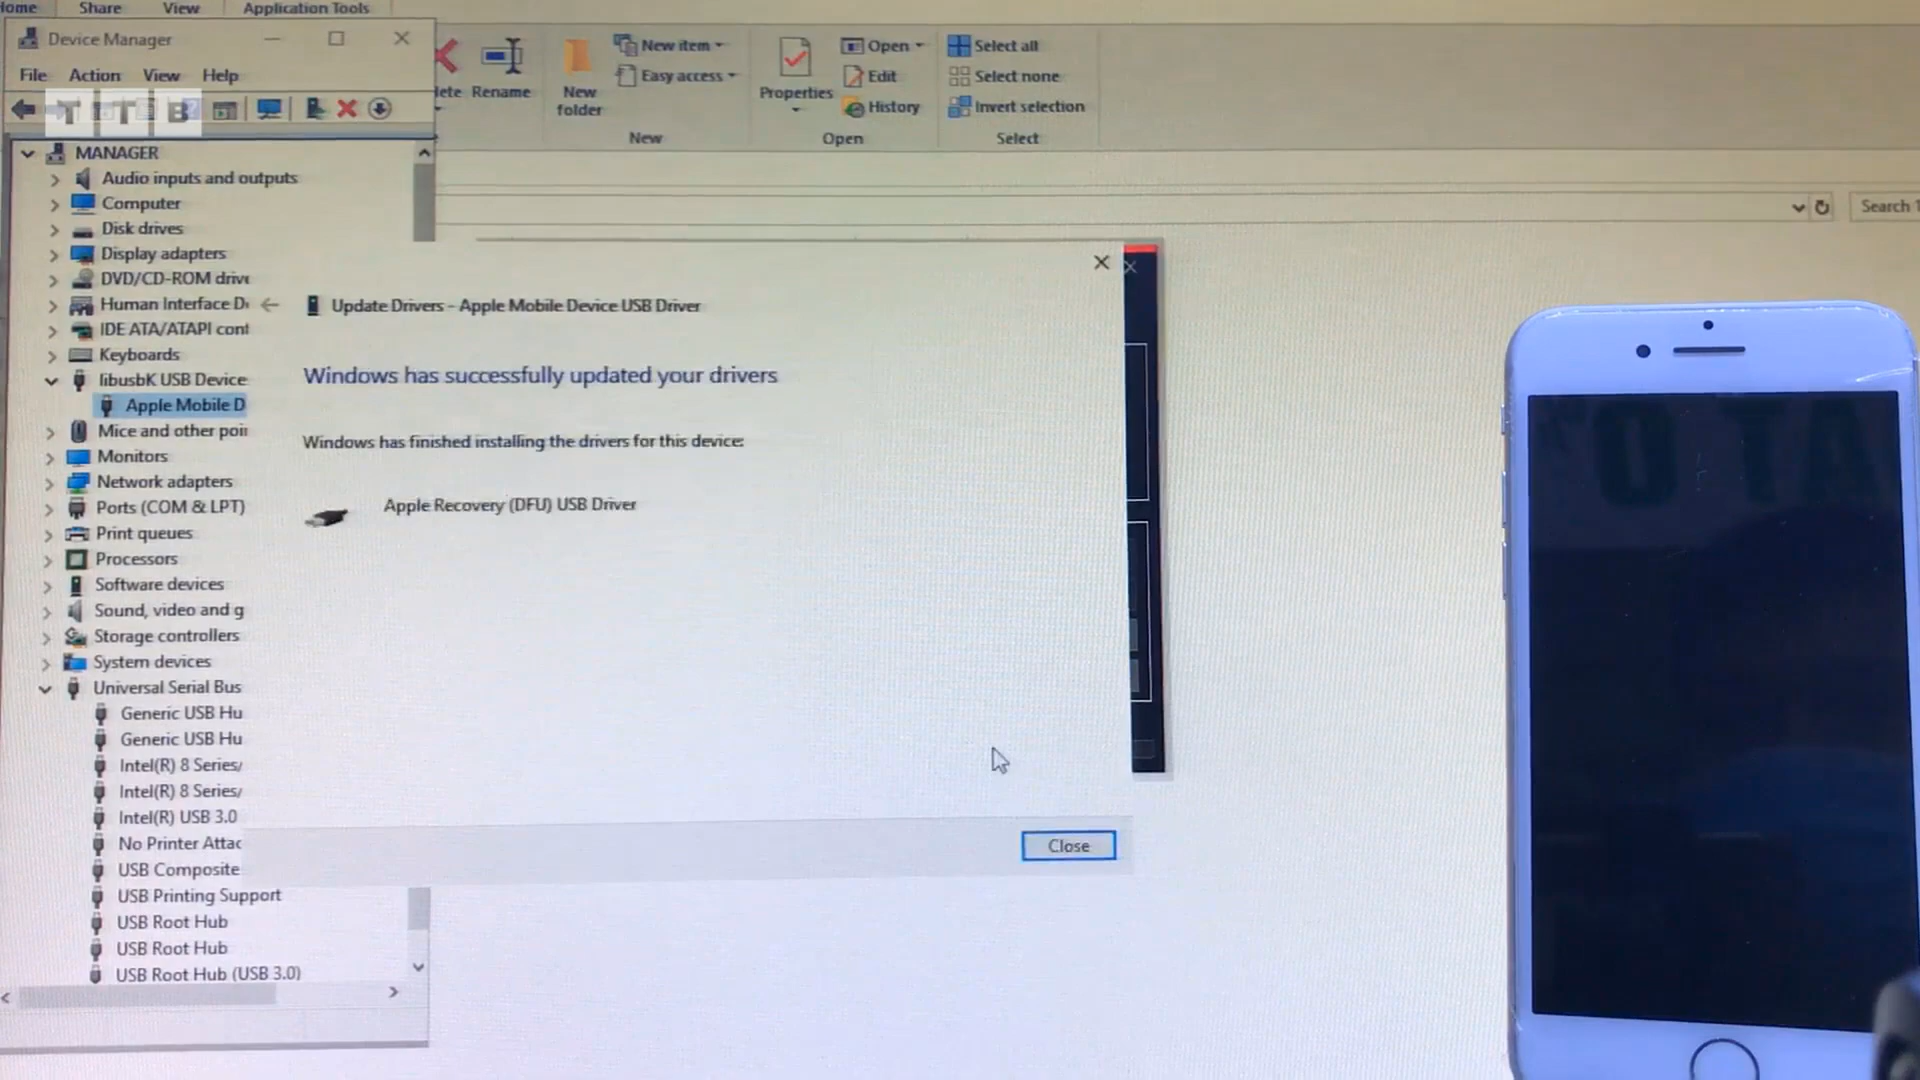 Home Share View Application Tools
Device Manager
File Action View Help
TTB
Rename
New folder
New item
Easy access
New
Properties
Open
Edit
History
Open
Select all
Select none
Invert selection
Select
Search
MANAGER
Audio inputs and outputs
Computer
Disk drives
Display adapters
DVD/CD-ROM drive
Human Interface D
IDE ATA/ATAPI cont
Keyboards
libusbK USB Device
Apple Mobile D
Mice and other poin
Monitors
Network adapters
Ports (COM & LPT)
Print queues
Processors
Software devices
Sound, video and g
Storage controllers
System devices
Universal Serial Bus
Generic USB Hu
Generic USB Hu
Intel(R) 8 Series/
Intel(R) 8 Series/
Intel(R) USB 3.0
No Printer Attac
USB Composite
USB Printing Support
USB Root Hub
USB Root Hub
USB Root Hub (USB 3.0)
Update Drivers - Apple Mobile Device USB Driver
Windows has successfully updated your drivers
Windows has finished installing the drivers for this device:
Apple Recovery (DFU) USB Driver
Close